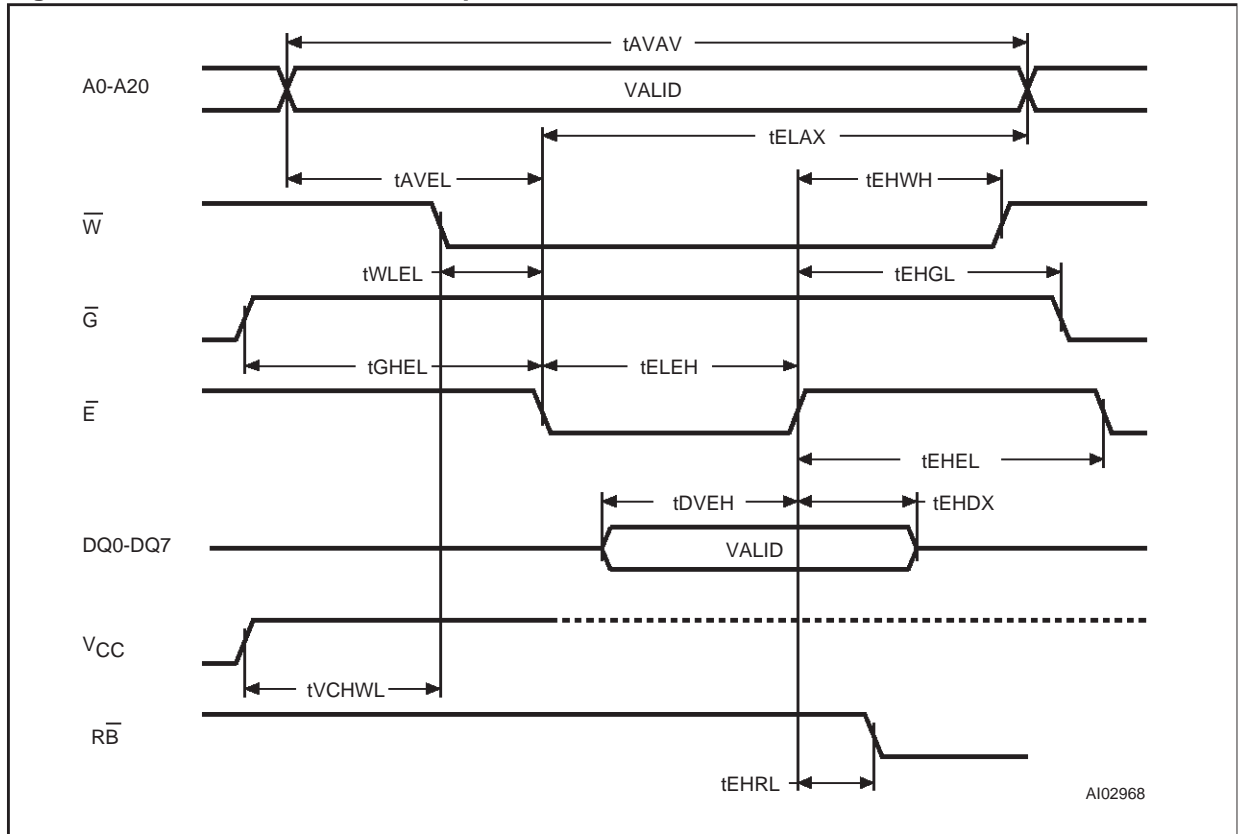 tAVAV
A0-A20
VALID
tELAX
tAVEL
tEHWH
W̅
tWLEL
tEHGL
G̅
tGHEL
tELEH
E̅
tEHEL
tDVEH
tEHDX
DQ0-DQ7
VALID
VCC
tVCHWL
RB̅
tEHRL
AI02968